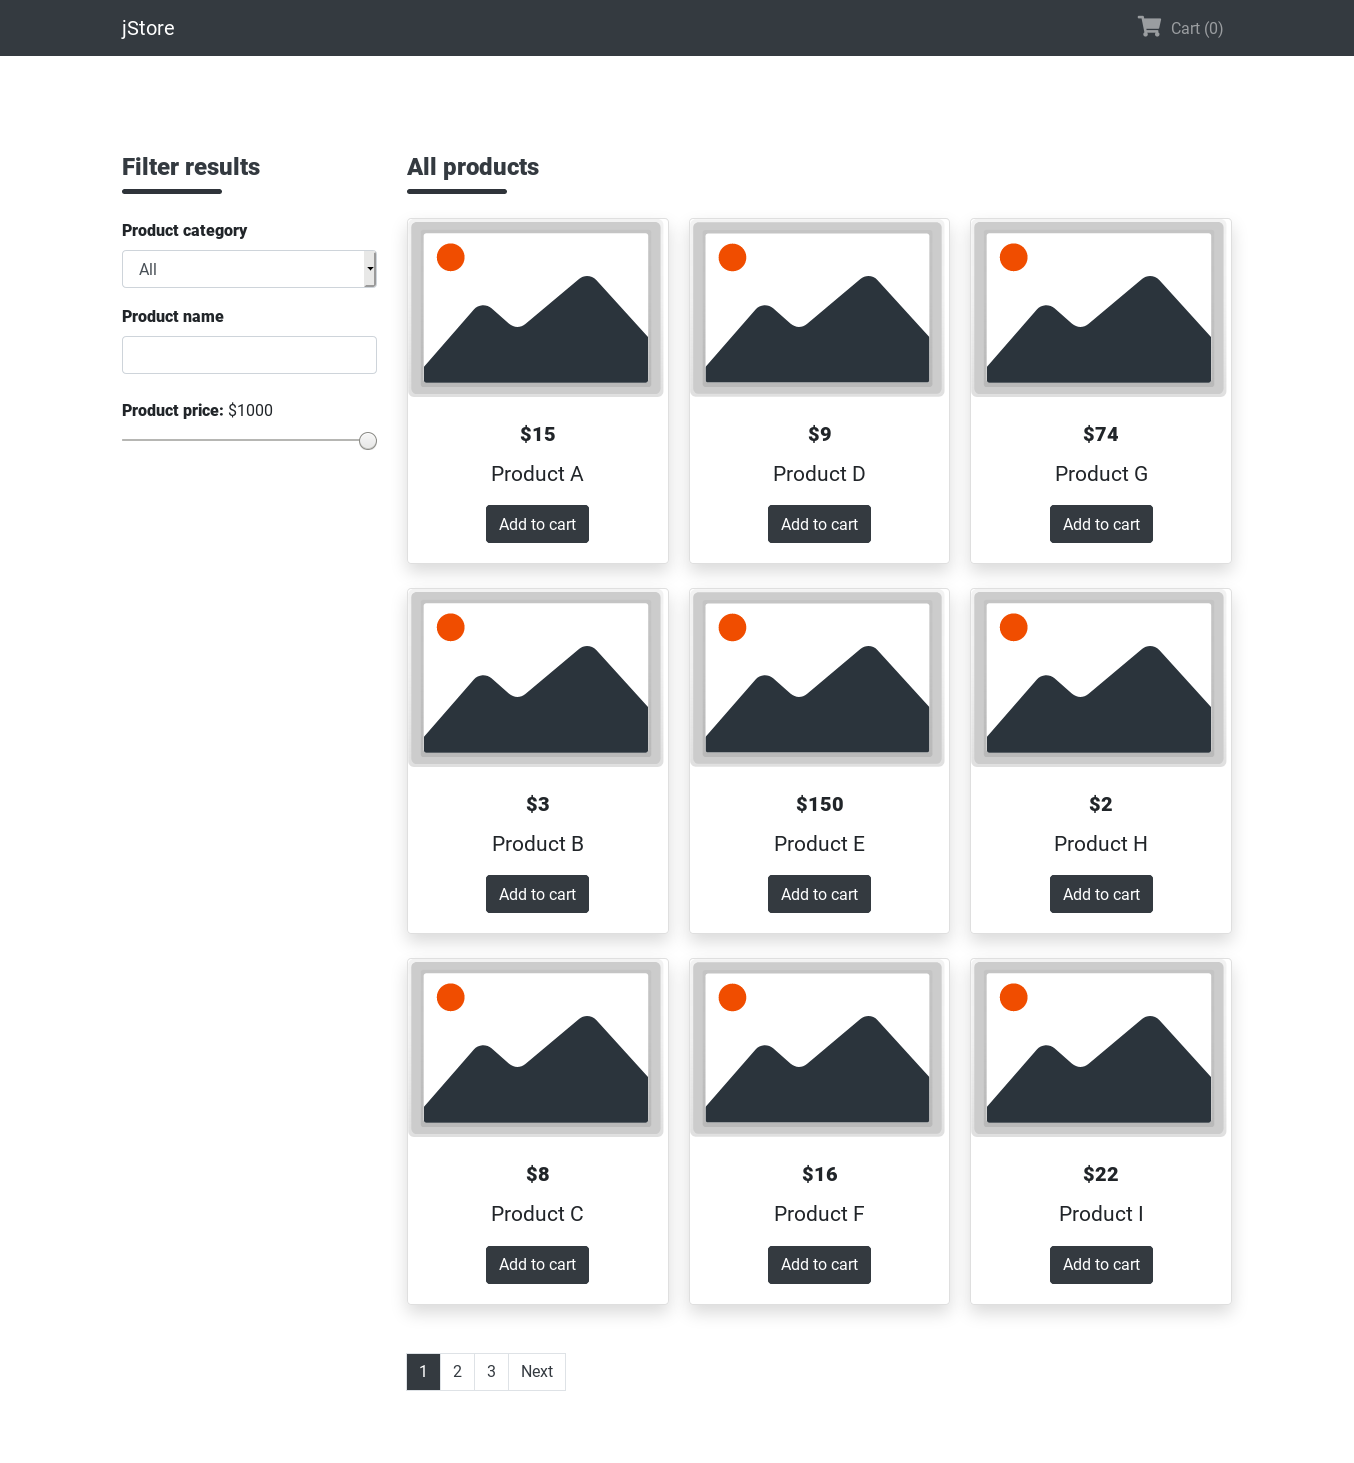 jStore
Cart (0)
Filter results
Product category
All
Product name
Product price: $1000
All products
$15
Product A
Add to cart
$9
Product D
Add to cart
$74
Product G
Add to cart
$3
Product B
Add to cart
$150
Product E
Add to cart
$2
Product H
Add to cart
$8
Product C
Add to cart
$16
Product F
Add to cart
$22
Product I
Add to cart
1 2 3 Next